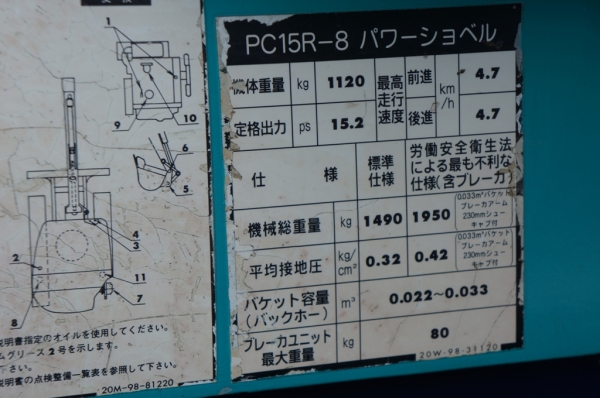 1
9
10
6
5
3
4
2
11
8
7
説明書指定のオイルを使用してください。
ムグリース2号を示します。
さい。
説明書の点検整備一覧表を参照して下さい。
20M-98-81220
PC15R-8 パワーショベル
機体重量 kg 1120 最高走行速度 前進 km/h 4.7
定格出力 ps 15.2 後進 4.7
仕様 標準仕様 労働安全衛生法による最も不利な仕様(含ブレーカ)
機械総重量 kg 1490 1950 (0.033m³バケット ブレーカアーム 230mmシュー キャブ付)
平均接地圧 kg/cm² 0.32 0.42 (0.033m³バケット ブレーカアーム 230mmシュー キャブ付)
バケット容量(バックホー) m³ 0.022~0.033
ブレーカユニット最大重量 kg 80
20W-98-31120